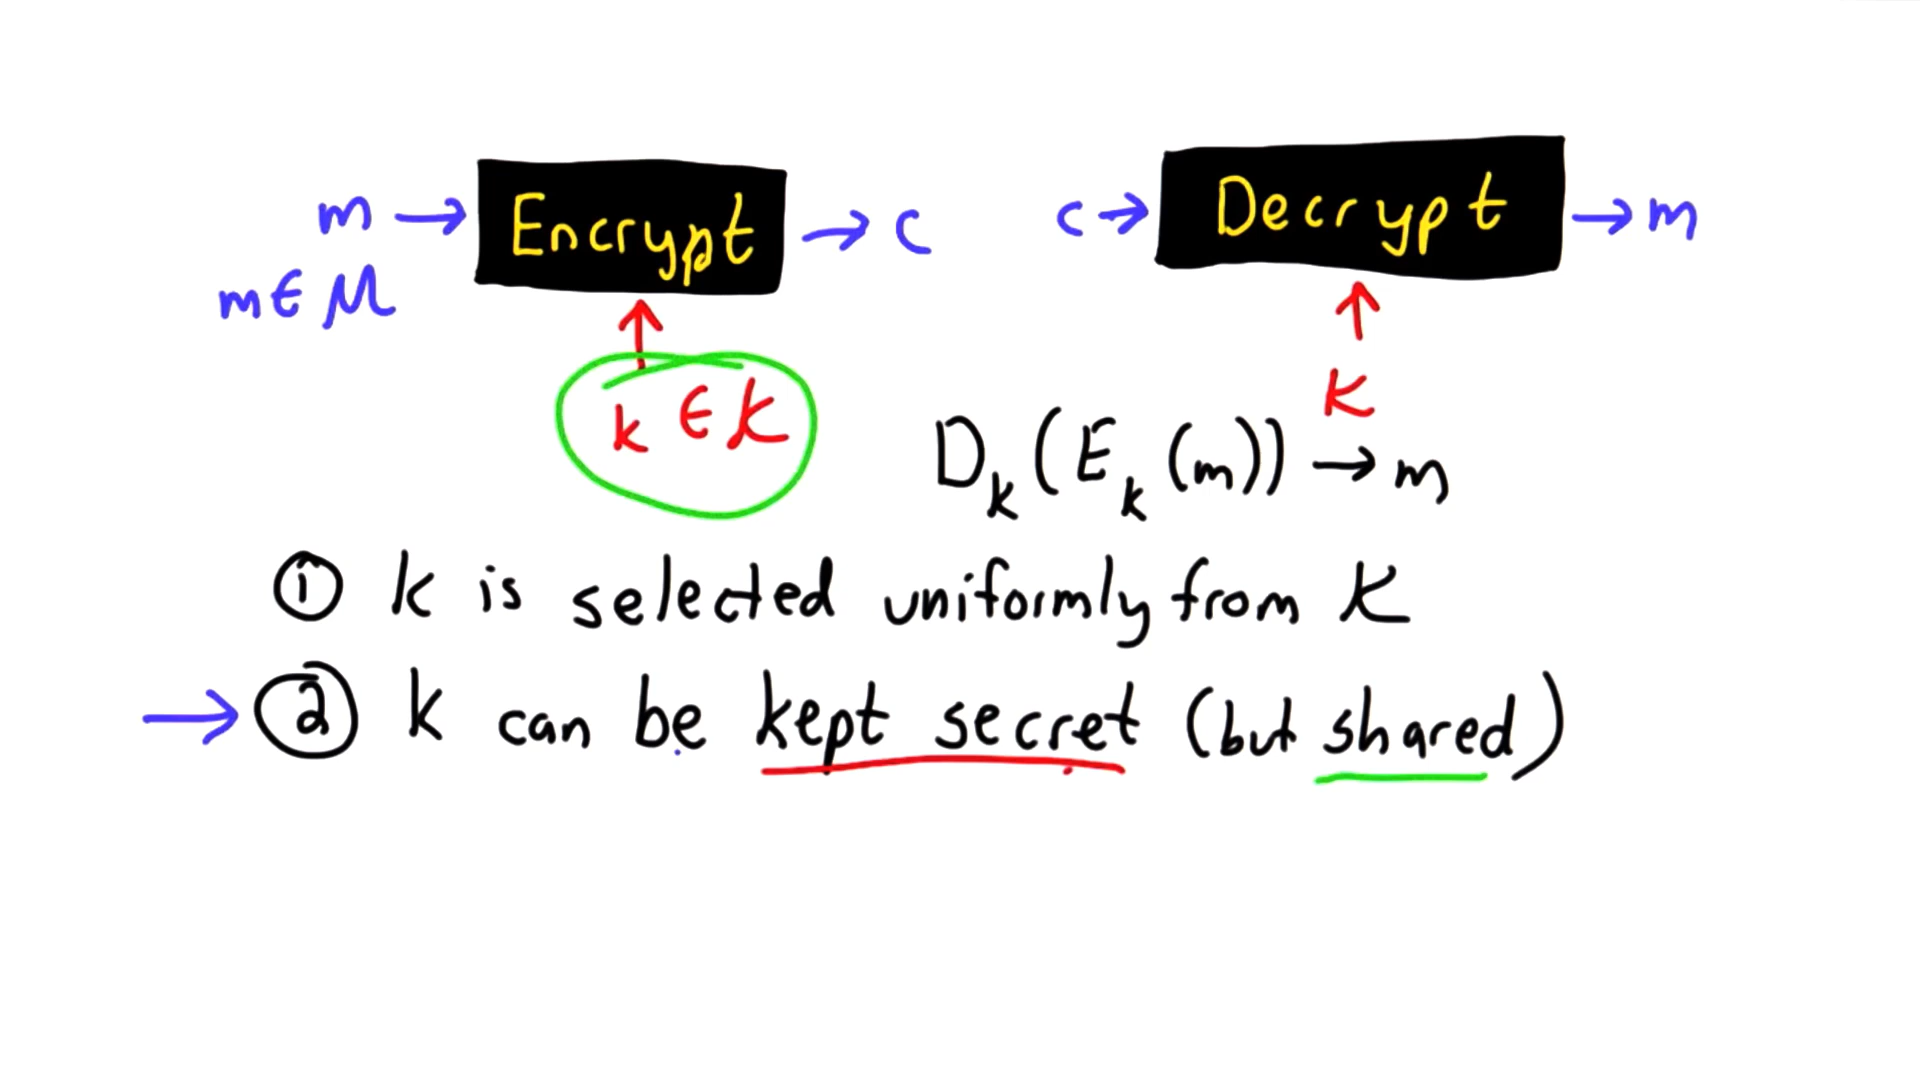 m → Encrypt → c
c → Decrypt → m
m ∈ M
k ∈ K
k
D_k(E_k(m)) → m
① k is selected uniformly from K
→ ② k can be kept secret (but shared)